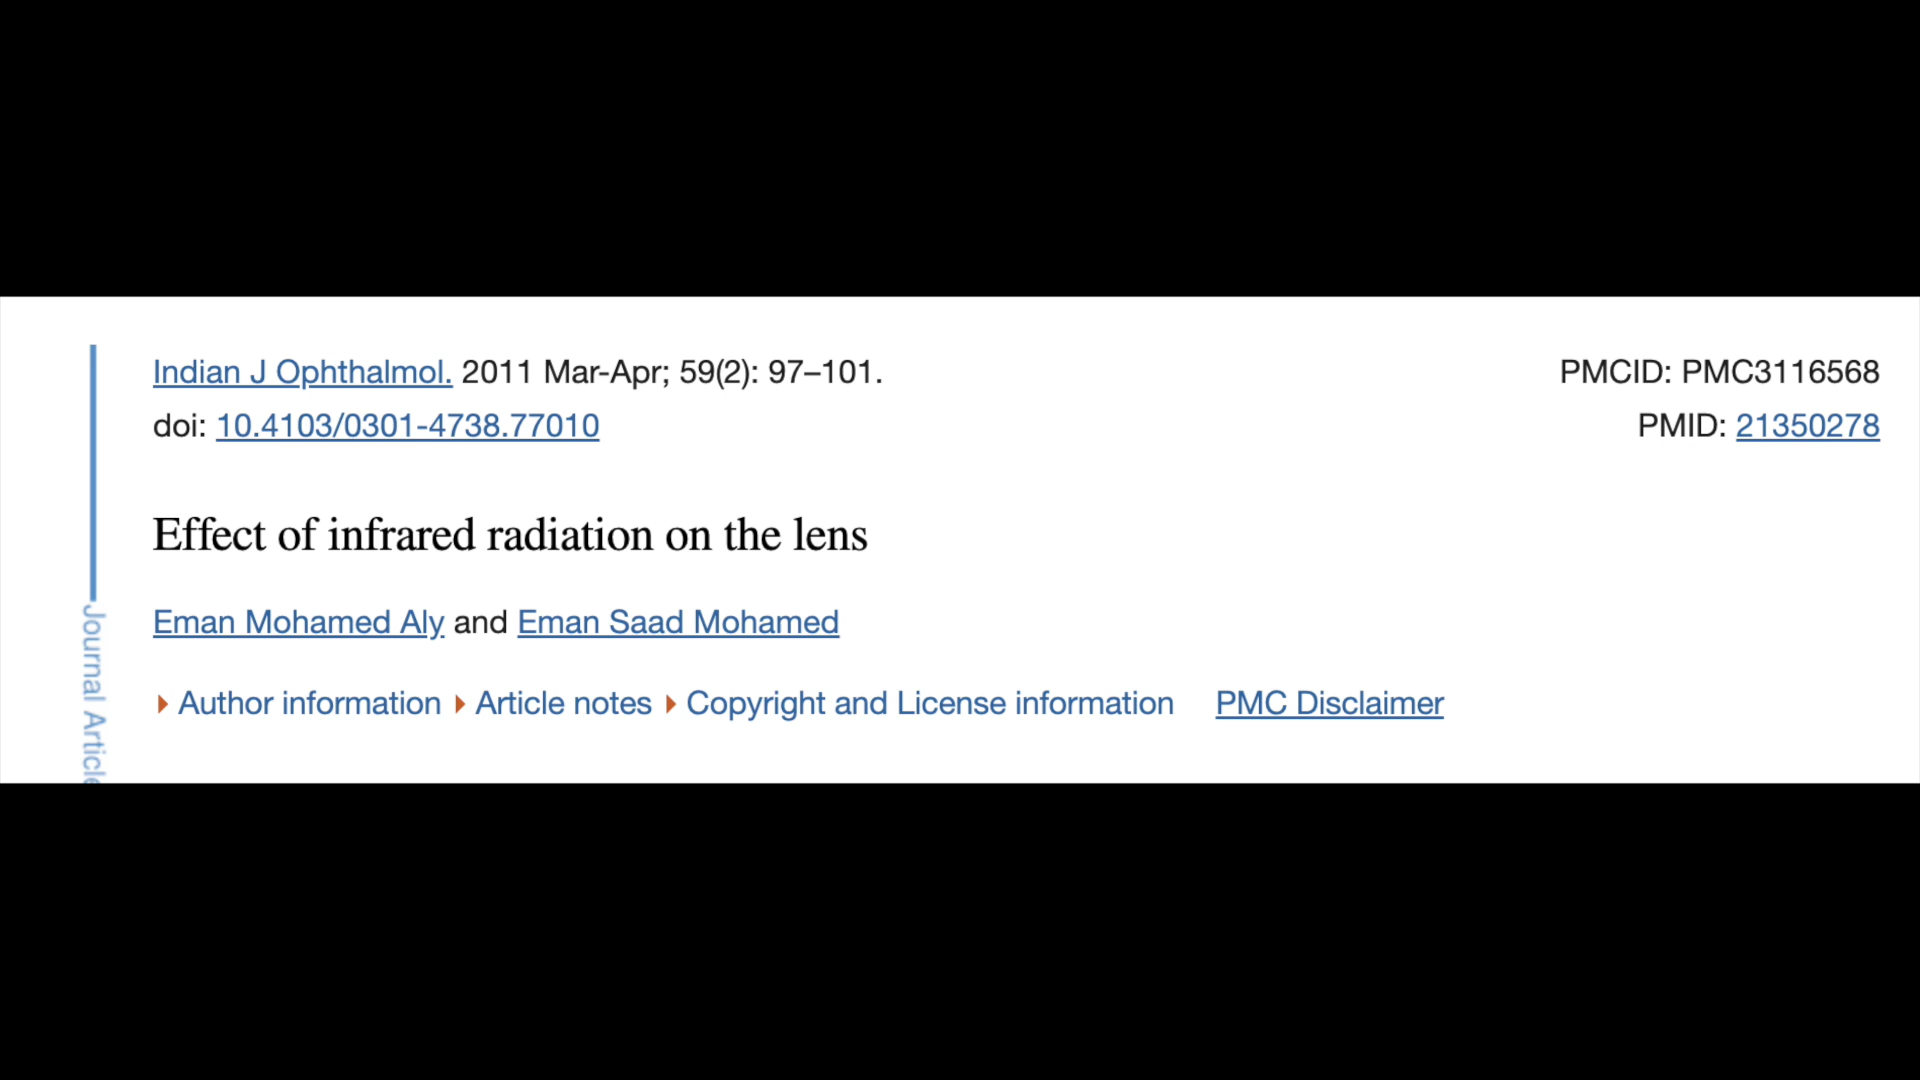 Indian J Ophthalmol. 2011 Mar-Apr; 59(2): 97–101.
PMCID: PMC3116568
doi: 10.4103/0301-4738.77010
PMID: 21350278
Effect of infrared radiation on the lens
Eman Mohamed Aly and Eman Saad Mohamed
Author information Article notes Copyright and License information PMC Disclaimer
Journal Article